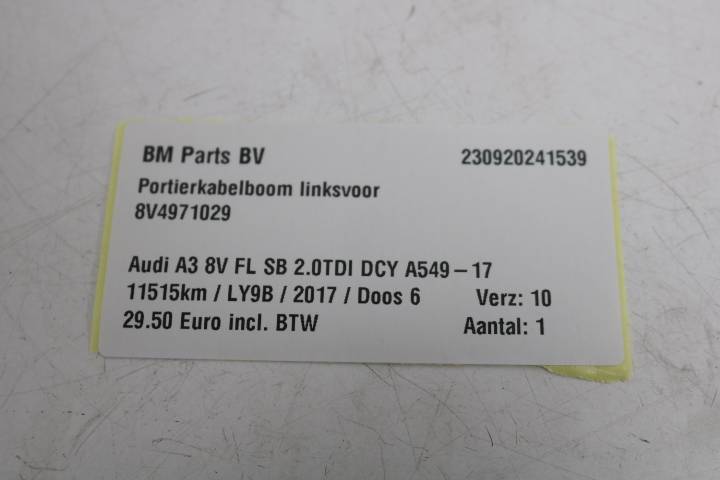 BM Parts BV 230920241539
Portierkabelboom linksvoor
8V4971029
Audi A3 8V FL SB 2.0TDI DCY A549-17
11515km / LY9B / 2017 / Doos 6 Verz: 10
29.50 Euro incl. BTW Aantal: 1